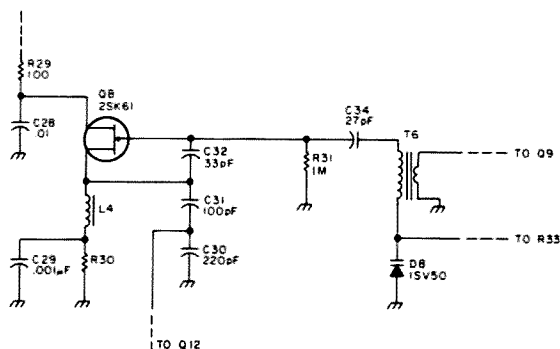 R29
100
Q8
2SK61
C28
.01
C34
27pF
T6
C32
33pF
R31
1M
TO Q9
L4
C31
100pF
TO R33
C29
.001µF
R30
C30
220pF
D8
1SV50
TO Q12